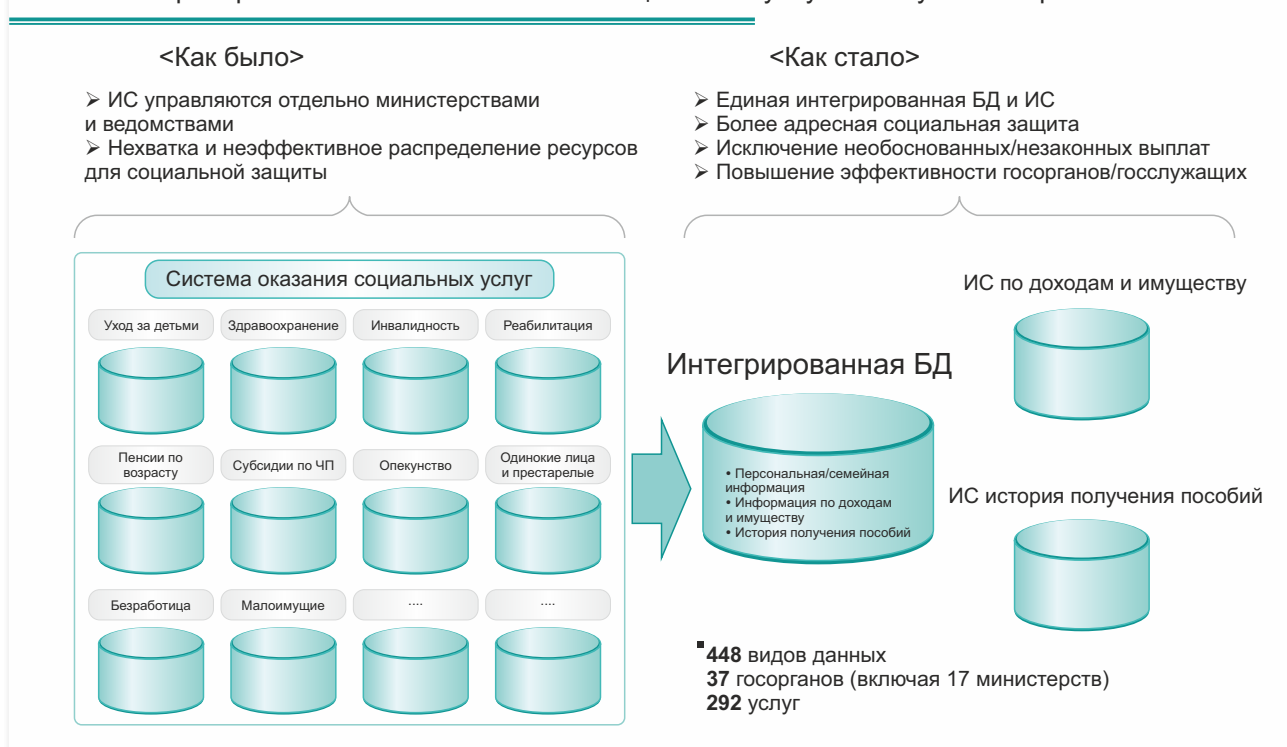 <Как было>
➢ ИС управляются отдельно министерствами
и ведомствами
➢ Нехватка и неэффективное распределение ресурсов
для социальной защиты
Система оказания социальных услуг
Уход за детьми
Здравоохранение
Инвалидность
Реабилитация
Пенсии по
возрасту
Субсидии по ЧП
Опекунство
Одинокие лица
и престарелые
Безработица
Малоимущие
....
....
<Как стало>
➢ Единая интегрированная БД и ИС
➢ Более адресная социальная защита
➢ Исключение необоснованных/незаконных выплат
➢ Повышение эффективности госорганов/госслужащих
ИС по доходам и имуществу
Интегрированная БД
• Персональная/семейная
информация
• Информация по доходам
и имуществу
• История получения пособий
ИС история получения пособий
448 видов данных
37 госорганов (включая 17 министерств)
292 услуг